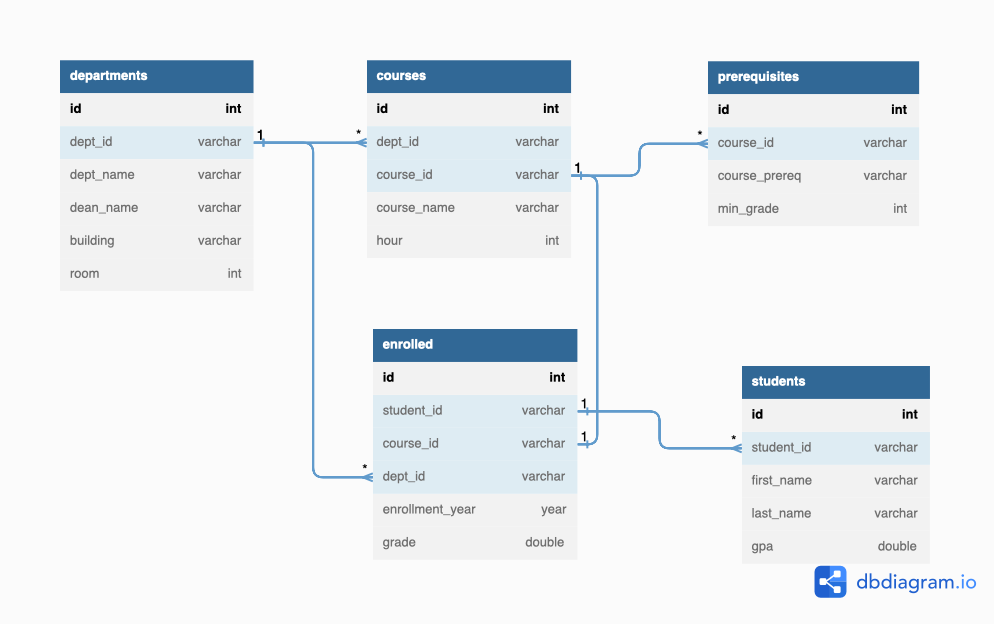 departments
id int
dept_id varchar
dept_name varchar
dean_name varchar
building varchar
room int
1 *
courses
id int
dept_id varchar
course_id varchar
course_name varchar
hour int
1 *
prerequisites
id int
course_id varchar
course_prereq varchar
min_grade int
enrolled
id int
student_id varchar
course_id varchar
dept_id varchar
enrollment_year year
grade double
*
1
1
*
students
id int
student_id varchar
first_name varchar
last_name varchar
gpa double
dbdiagram.io